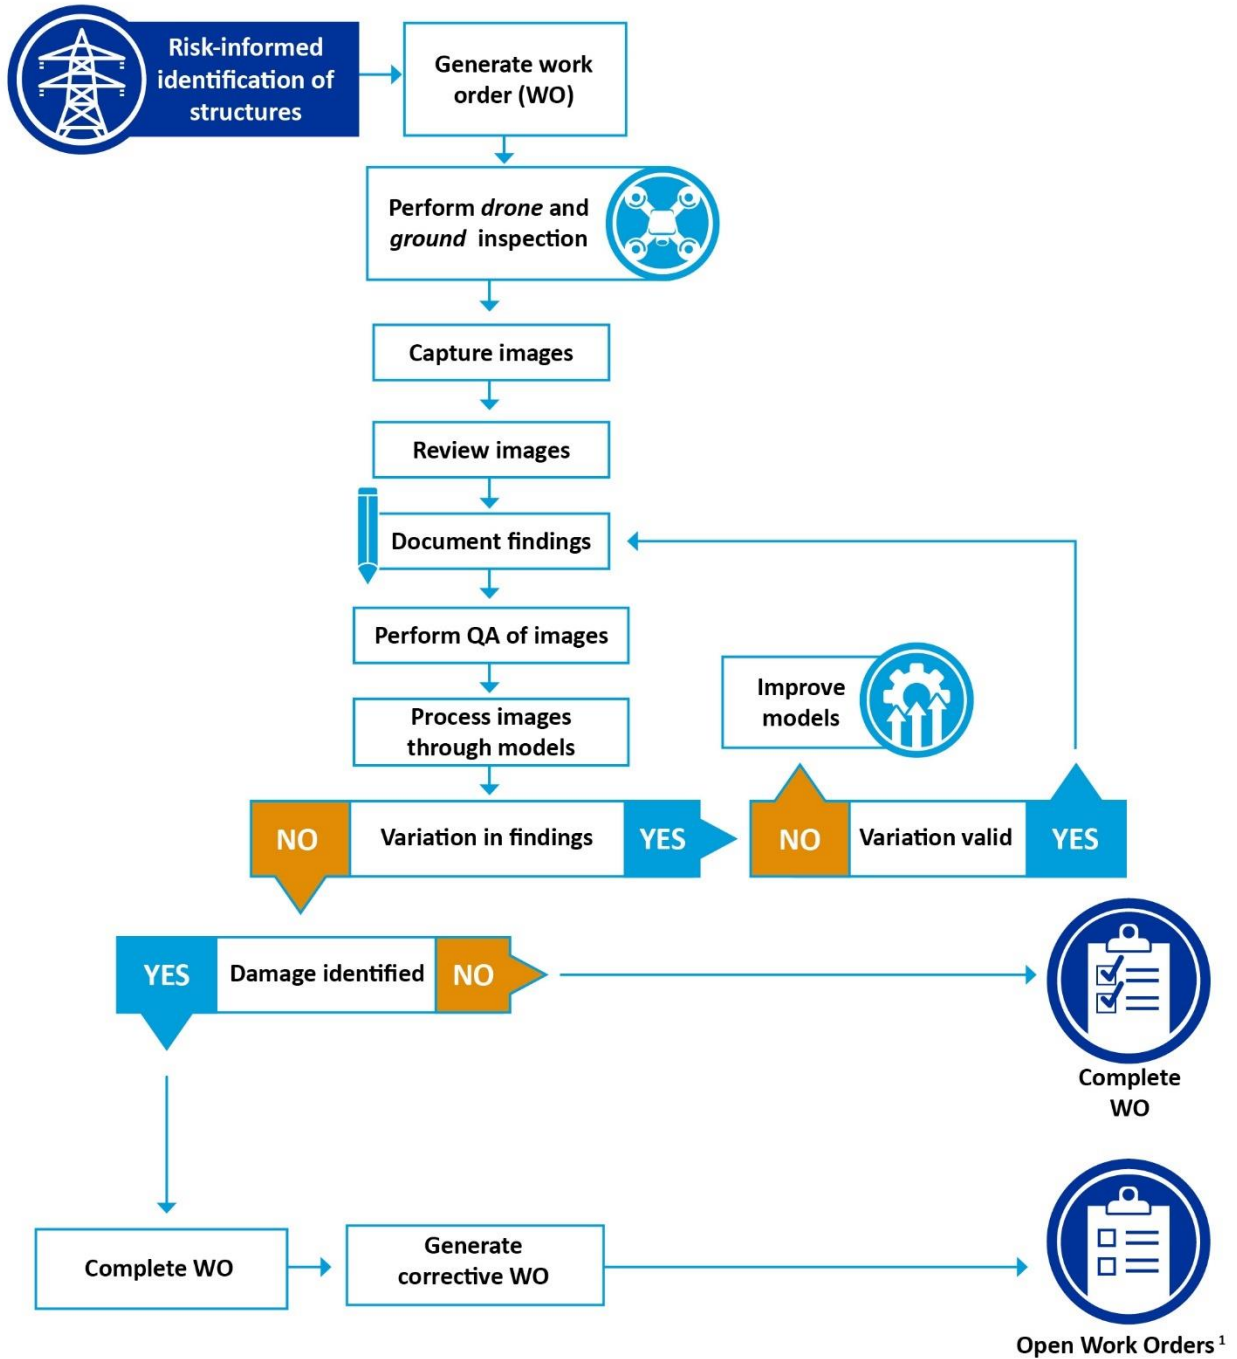 Risk-informed
identification of
structures
Generate work
order (WO)
Perform drone and
ground inspection
Capture images
Review images
Document findings
Perform QA of images
Improve
models
Process images
through models
NO
Variation in findings
YES
NO
Variation valid
YES
YES
Damage identified
NO
Complete
WO
Complete WO
Generate
corrective WO
Open Work Orders ¹